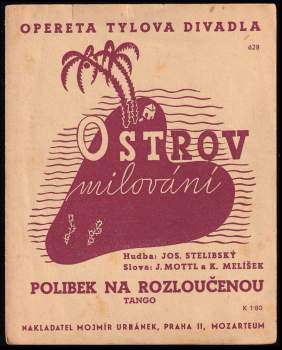 OPERETA TYLOVA DIVADLA
628
OSTROV
milování
Hudba: JOS. STELIBSKÝ
Slova: J. MOTTL a K. MELÍŠEK
POLIBEK NA ROZLOUČENOU
TANGO
K 1·60
NAKLADATEL MOJMÍR URBÁNEK, PRAHA II, MOZARTEUM